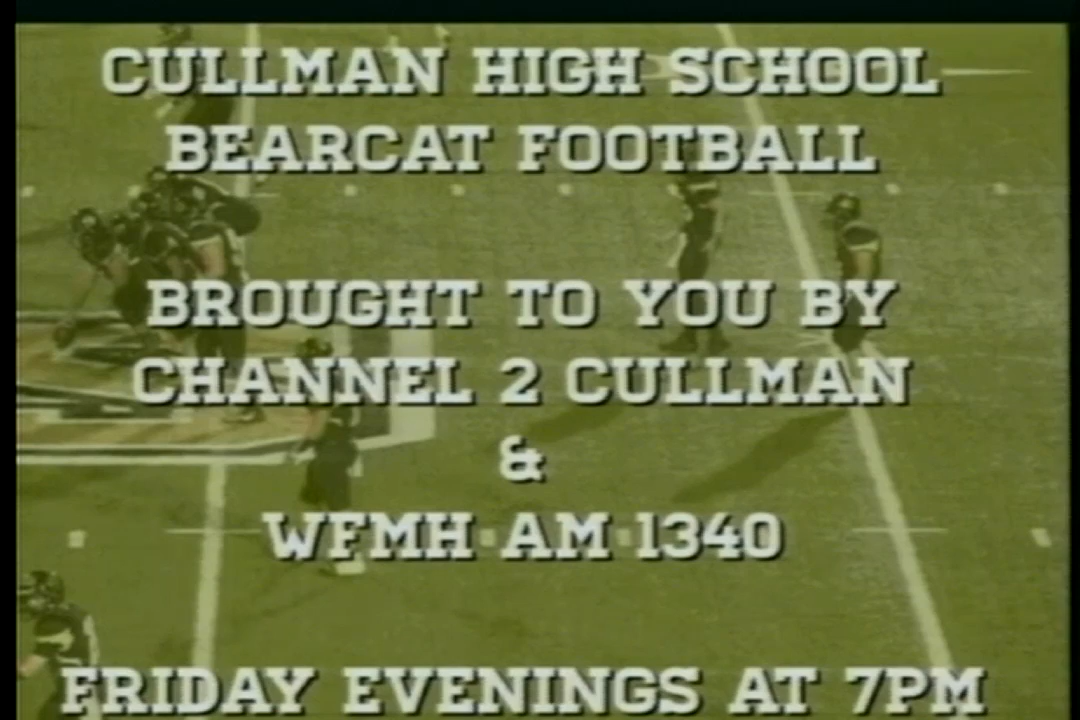 CULLMAN HIGH SCHOOL
BEARCAT FOOTBALL
BROUGHT TO YOU BY
CHANNEL 2 CULLMAN
&
WFMH AM 1340
FRIDAY EVENINGS AT 7PM